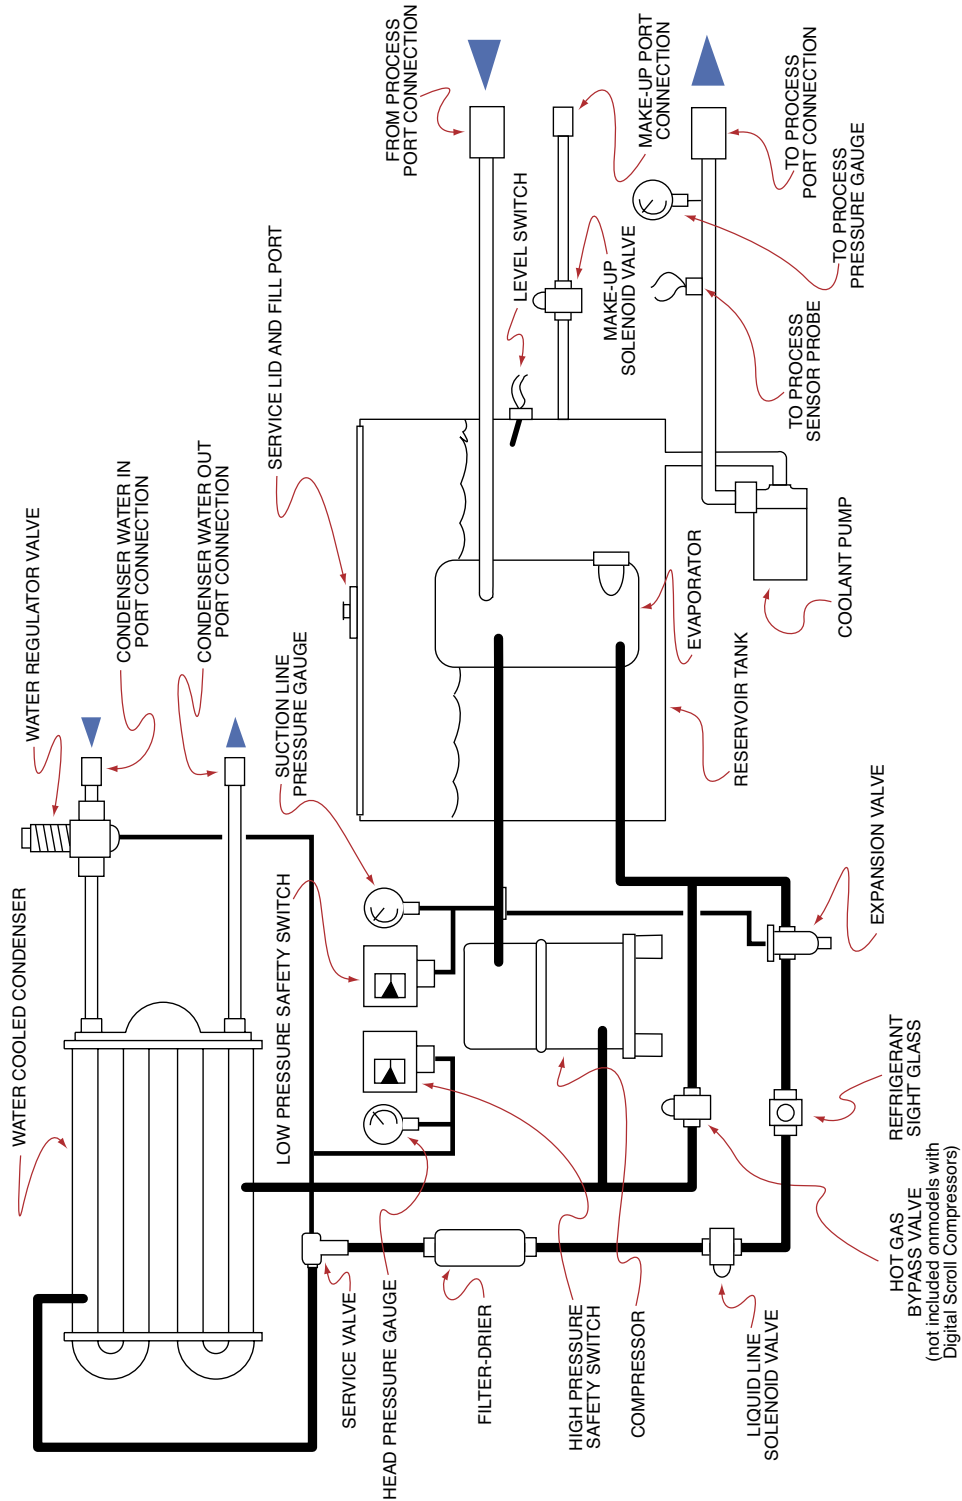 WATER COOLED CONDENSER
WATER REGULATOR VALVE
CONDENSER WATER IN
PORT CONNECTION
CONDENSER WATER OUT
PORT CONNECTION
SERVICE LID AND FILL PORT
FROM PROCESS
PORT CONNECTION
LEVEL SWITCH
MAKE-UP
SOLENOID VALVE
MAKE-UP PORT
CONNECTION
TO PROCESS
PORT CONNECTION
TO PROCESS
PRESSURE GAUGE
TO PROCESS
SENSOR PROBE
COOLANT PUMP
EVAPORATOR
RESERVOIR TANK
SUCTION LINE
PRESSURE GAUGE
LOW PRESSURE SAFETY SWITCH
EXPANSION VALVE
REFRIGERANT
SIGHT GLASS
HOT GAS
BYPASS VALVE
(not included onmodels with
Digital Scroll Compressors)
LIQUID LINE
SOLENOID VALVE
COMPRESSOR
HIGH PRESSURE
SAFETY SWITCH
FILTER-DRIER
HEAD PRESSURE GAUGE
SERVICE VALVE